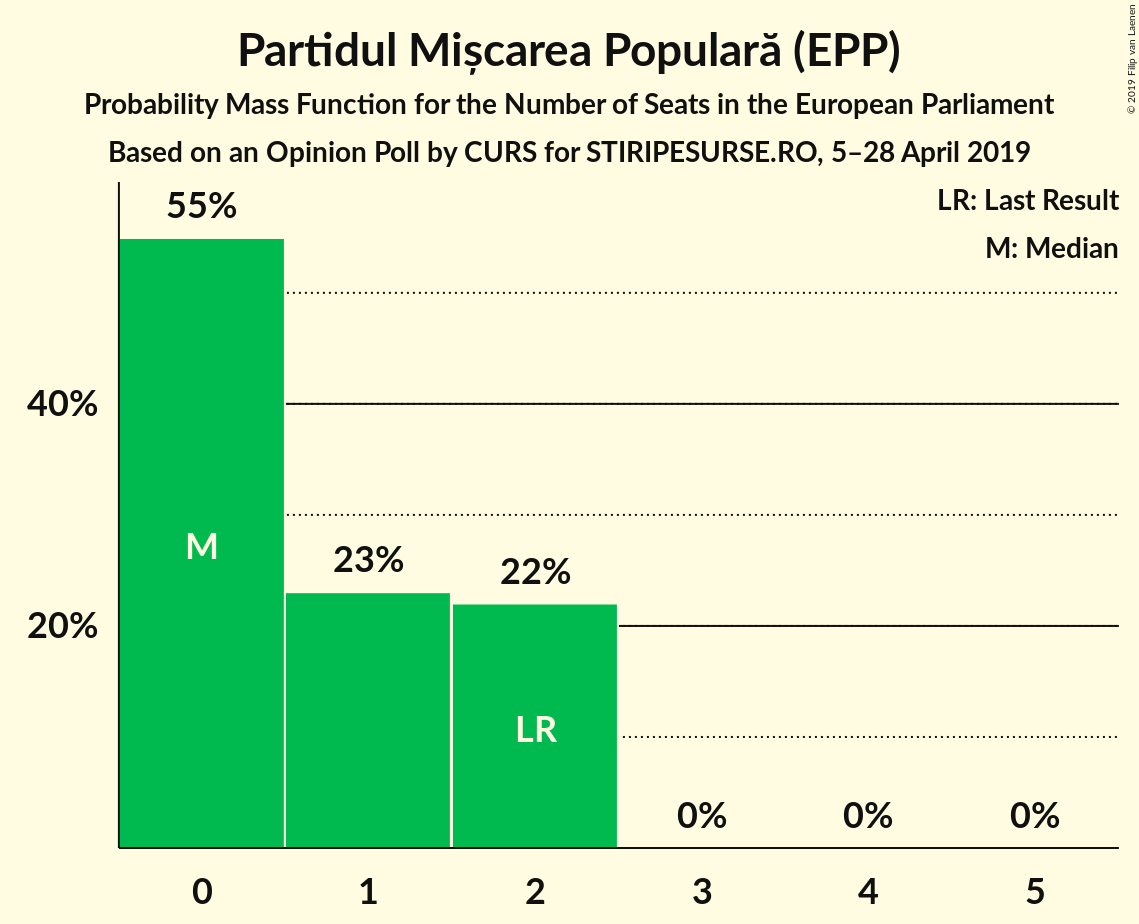 Partidul Mișcarea Populară (EPP)
Probability Mass Function for the Number of Seats in the European Parliament
Based on an Opinion Poll by CURS for STIRIPESURSE.RO, 5–28 April 2019
© 2019 Filip van Laenen
LR: Last Result
M: Median
55%
40%
M
23%
22%
20%
LR
0%
0%
0%
0
1
2
3
4
5